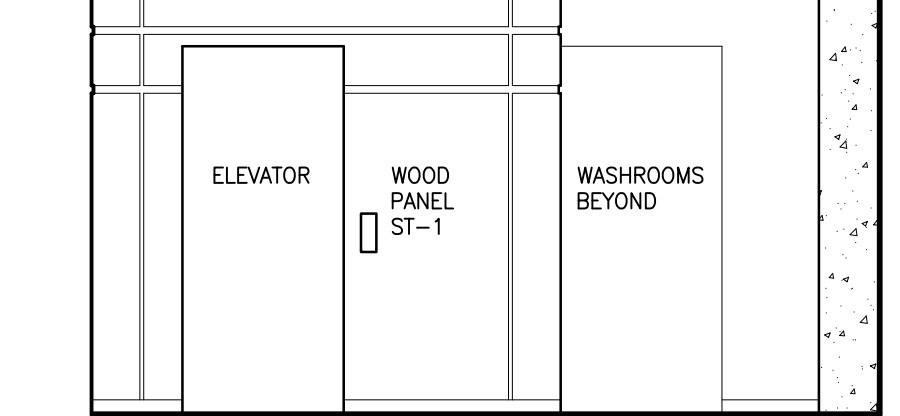 ELEVATOR
WOOD
PANEL
ST-1
WASHROOMS
BEYOND